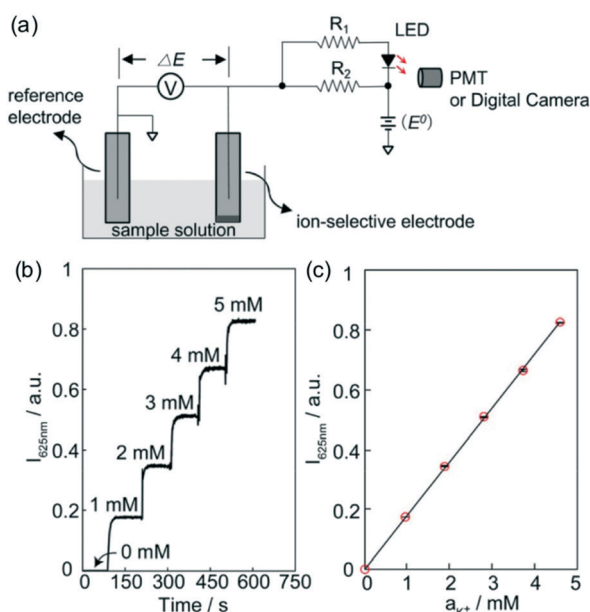 (a)
ΔE
V
R1
R2
LED
PMT
or Digital Camera
(E⁰)
reference
electrode
ion-selective electrode
sample solution
(b)
I625nm / a.u.
1
0.8
0.6
0.4
0.2
0
5 mM
4 mM
3 mM
2 mM
1 mM
0 mM
0 150 300 450 600 750
Time / s
(c)
I625nm / a.u.
1
0.8
0.6
0.4
0.2
0
0 1 2 3 4 5
aK+ / mM